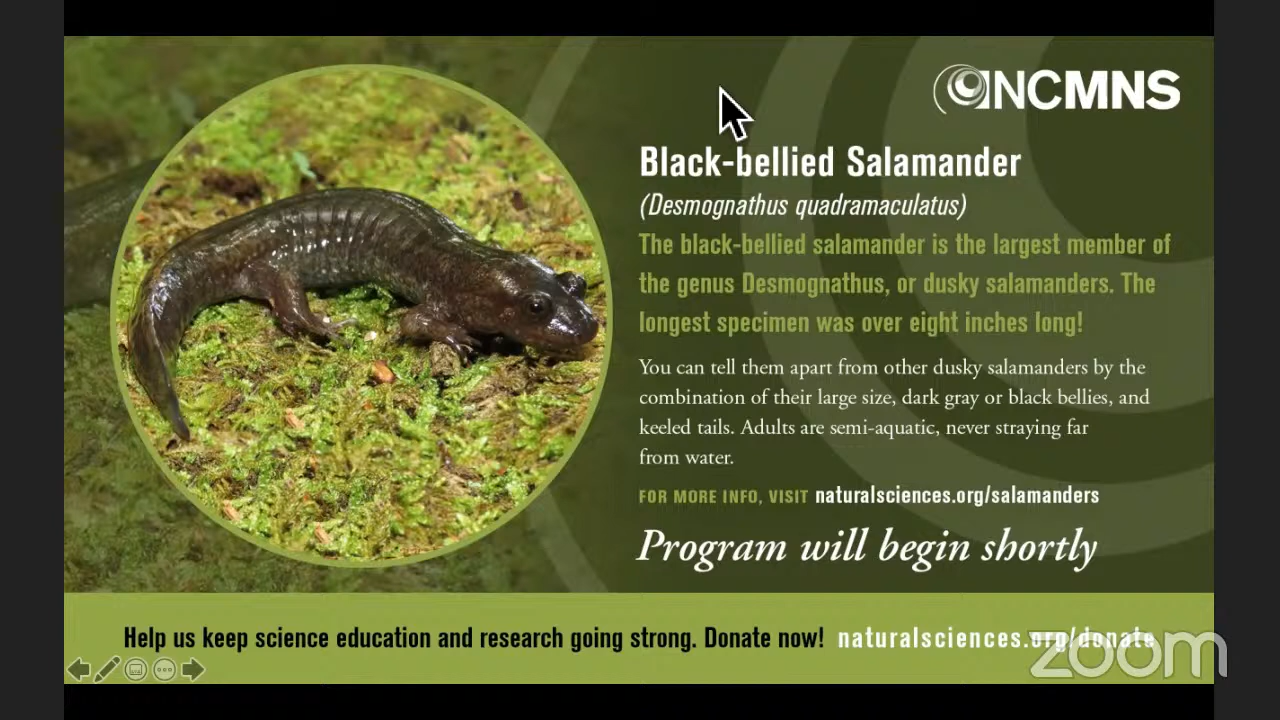 NCMNS
Black-bellied Salamander
(Desmognathus quadramaculatus)
The black-bellied salamander is the largest member of
the genus Desmognathus, or dusky salamanders. The
longest specimen was over eight inches long!
You can tell them apart from other dusky salamanders by the
combination of their large size, dark gray or black bellies, and
keeled tails. Adults are semi-aquatic, never straying far
from water.
FOR MORE INFO, VISIT naturalsciences.org/salamanders
Program will begin shortly
Help us keep science education and research going strong. Donate now! naturalsciences.org/donate
zoom